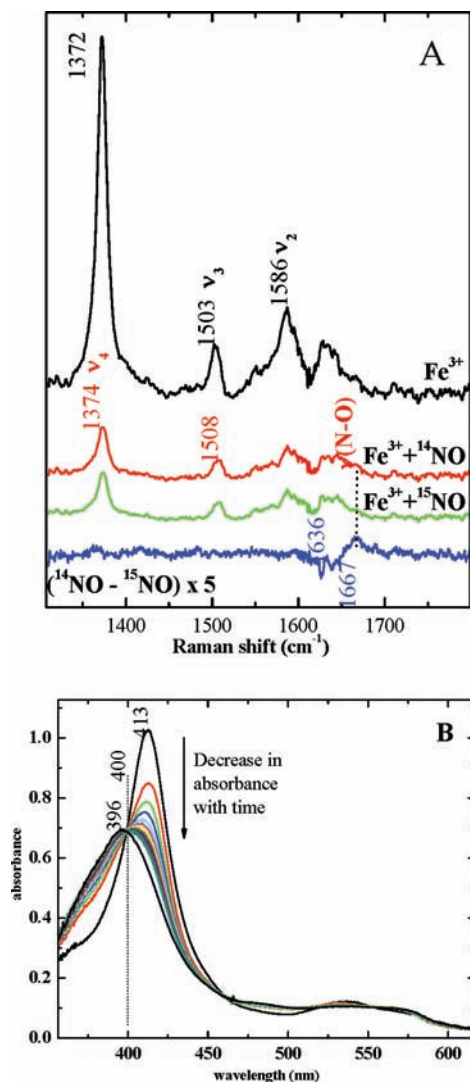 A
1372
1503 ν3
1586 ν2
Fe3+
1374 ν4
1508
ν(N-O)
Fe3+ + 14NO
Fe3+ + 15NO
636
1667
(14NO - 15NO) x 5
1400 1500 1600 1700
Raman shift (cm-1)
B
413
400
396
Decrease in
absorbance
with time
1.0
0.8
0.6
0.4
0.2
0.0
absorbance
400 450 500 550 600
wavelength (nm)